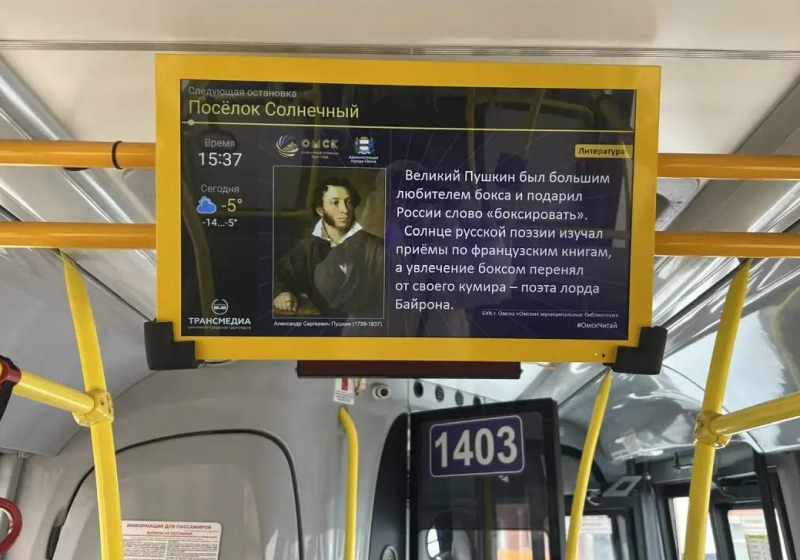 Следующая остановка
Посёлок Солнечный
Время
15:37
Сегодня
-5°
-14...-5°
ТРАНСМЕДИА
ОМСК
Администрация
города Омска
Александр Сергеевич Пушкин (1799-1837)
Литература
Великий Пушкин был большим
любителем бокса и подарил
России слово «боксировать».
Солнце русской поэзии изучал
приёмы по французским книгам,
а увлечение боксом перенял
от своего кумира – поэта лорда
Байрона.
БУК г. Омска «Омские муниципальные библиотеки»
#ОмскЧитай
1403
ИНФОРМАЦИЯ ДЛЯ ПАССАЖИРОВ